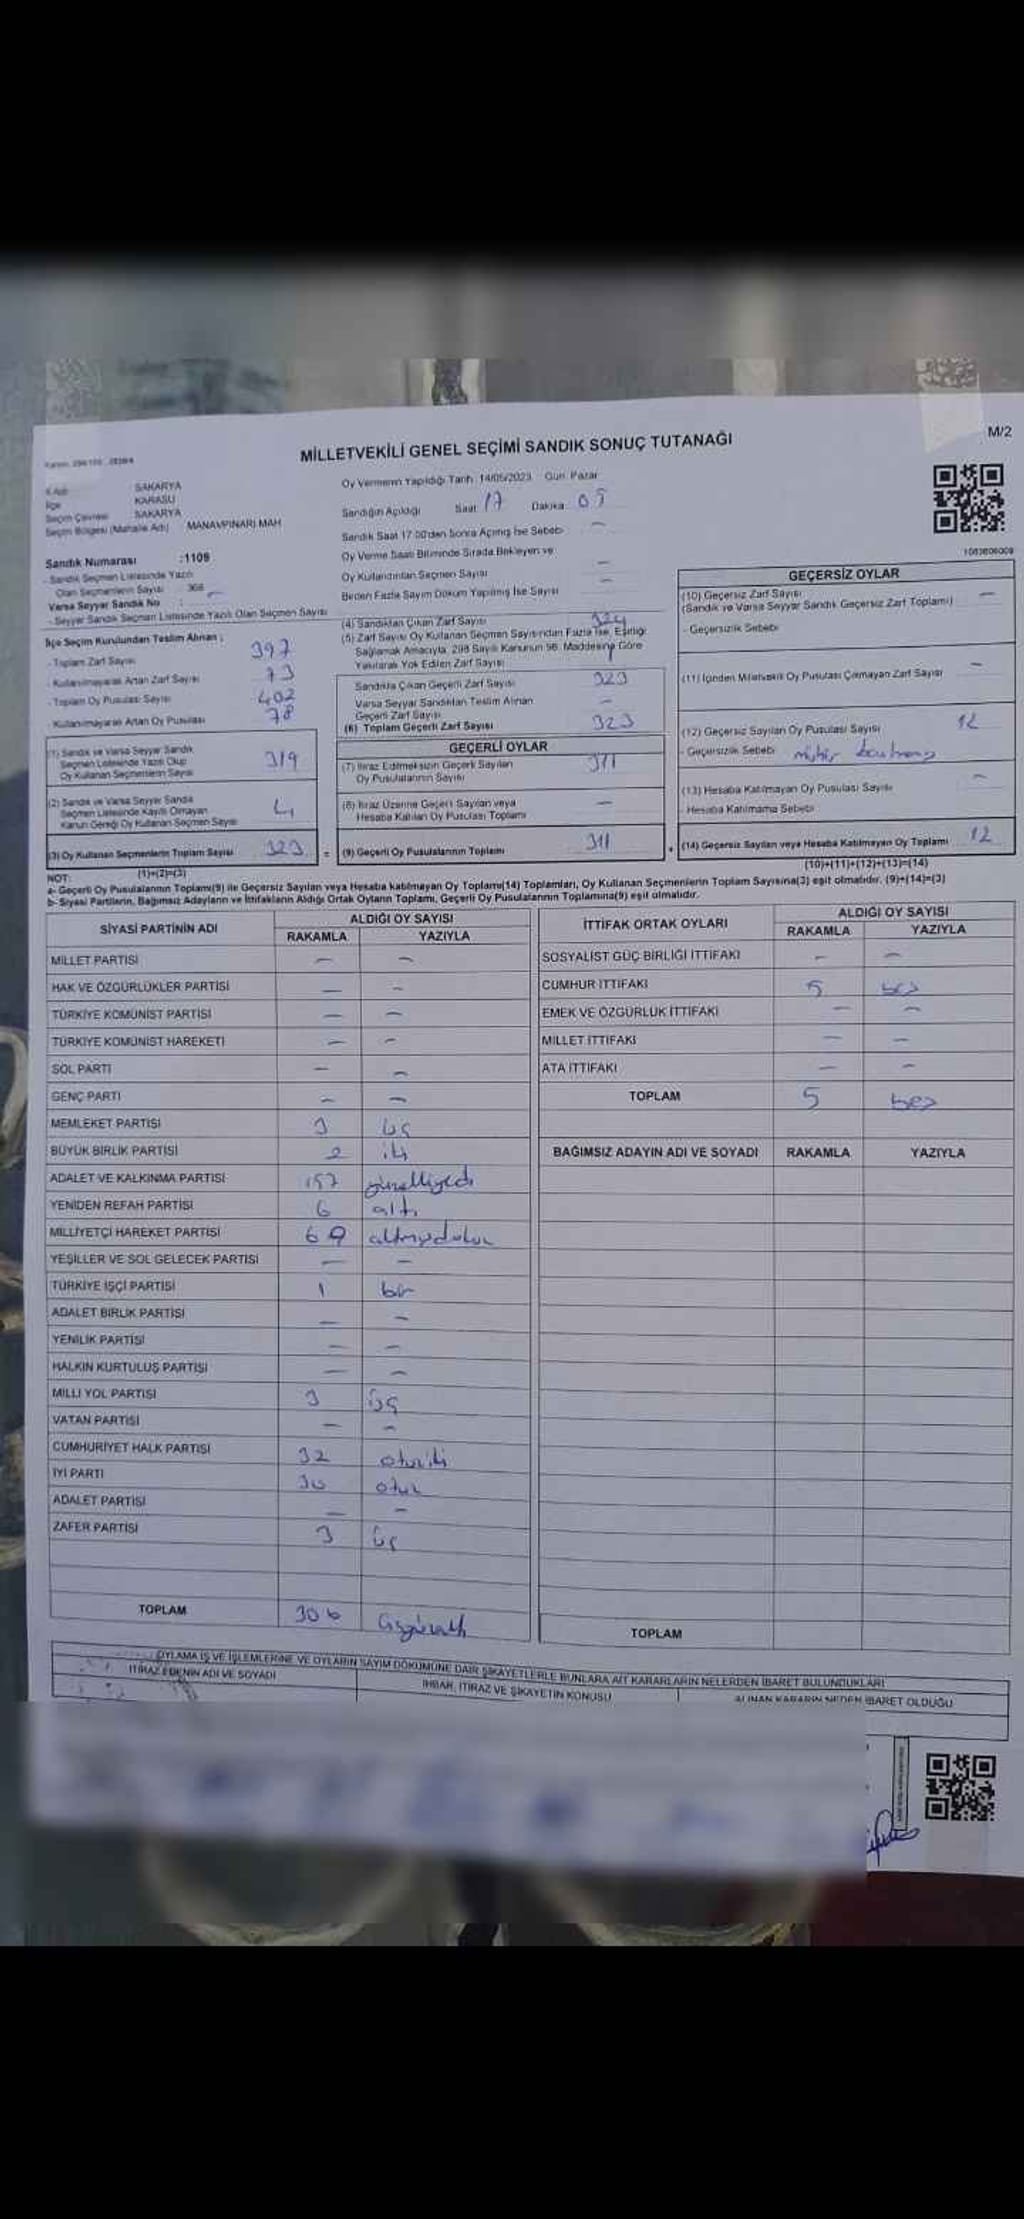 MİLLETVEKİLİ GENEL SEÇİMİ SANDIK SONUÇ TUTANAĞI
M/2
SAKARYA
İlçe KARASU
Seçim Çevresi SAKARYA
Seçim Bölgesi (Mahalle Adı) MANAVPINARI MAH
Sandık Numarası :1109
- Sandık Seçmen Listesinde Yazılı
Olan Seçmenlerin Sayısı 368
Varsa Seyyar Sandık No :
- Seyyar Sandık Seçmen Listesinde Yazılı Olan Seçmen Sayısı
Oy Vermenin Yapıldığı Tarih: 14/05/2023 Gün: Pazar
Sandığın Açıldığı Saat 17 Dakika 05
Sandık Saat 17.00'den Sonra Açılmış İse Sebebi -
Oy Verme Saati Bitiminde Sırada Bekleyen ve
Oy Kullandırılan Seçmen Sayısı -
Birden Fazla Sayım Döküm Yapılmış İse Sayısı -
1083606009
İlçe Seçim Kurulundan Teslim Alınan ;
- Toplam Zarf Sayısı 397
- Kullanılmayarak Artan Zarf Sayısı 73
- Toplam Oy Pusulası Sayısı 402
- Kullanılmayarak Artan Oy Pusulası 78
(4) Sandıktan Çıkan Zarf Sayısı 324
(5) Zarf Sayısı Oy Kullanan Seçmen Sayısından Fazla İse, Eşitliği
Sağlamak Amacıyla, 298 Sayılı Kanunun 98. Maddesine Göre
Yakılarak Yok Edilen Zarf Sayısı 1
Sandıkta Çıkan Geçerli Zarf Sayısı 323
Varsa Seyyar Sandıktan Teslim Alınan
Geçerli Zarf Sayısı -
(6) Toplam Geçerli Zarf Sayısı 323
GEÇERSİZ OYLAR
(10) Geçersiz Zarf Sayısı -
(Sandık ve Varsa Seyyar Sandık Geçersiz Zarf Toplamı)
- Geçersizlik Sebebi
(11) İçinden Milletvekili Oy Pusulası Çıkmayan Zarf Sayısı -
(12) Geçersiz Sayılan Oy Pusulası Sayısı 12
- Geçersizlik Sebebi mühür
(13) Hesaba Katılmayan Oy Pusulası Sayısı -
- Hesaba Katılmama Sebebi
(14) Geçersiz Sayılan veya Hesaba Katılmayan Oy Toplamı 12
(10)+(11)+(12)+(13)=(14)
(1) Sandık ve Varsa Seyyar Sandık
Seçmen Listesinde Yazılı Olup
Oy Kullanan Seçmenlerin Sayısı 319
(2) Sandık ve Varsa Seyyar Sandık
Seçmen Listesinde Kayıtlı Olmayan
Kanun Gereği Oy Kullanan Seçmen Sayısı 4
(3) Oy Kullanan Seçmenlerin Toplam Sayısı 323 =
(1)+(2)=(3)
GEÇERLİ OYLAR
(7) İtiraz Edilmeksizin Geçerli Sayılan
Oy Pusulalarının Sayısı 311
(8) İtiraz Üzerine Geçerli Sayılan veya
Hesaba Katılan Oy Pusulası Toplamı -
(9) Geçerli Oy Pusulalarının Toplamı 311 +
NOT:
a- Geçerli Oy Pusulalarının Toplamı(9) ile Geçersiz Sayılan veya Hesaba katılmayan Oy Toplamı(14) Toplamları, Oy Kullanan Seçmenlerin Toplam Sayısına(3) eşit olmalıdır. (9)+(14)=(3)
b- Siyasi Partilerin, Bağımsız Adayların ve İttifakların Aldığı Ortak Oyların Toplamı, Geçerli Oy Pusulalarının Toplamına(9) eşit olmalıdır.
SİYASİ PARTİNİN ADI ALDIĞI OY SAYISI
RAKAMLA YAZIYLA
MİLLET PARTİSİ - -
HAK VE ÖZGÜRLÜKLER PARTİSİ - -
TÜRKİYE KOMÜNİST PARTİSİ - -
TÜRKİYE KOMÜNİST HAREKETİ - -
SOL PARTİ - -
GENÇ PARTİ - -
MEMLEKET PARTİSİ 3 üç
BÜYÜK BİRLİK PARTİSİ 2 iki
ADALET VE KALKINMA PARTİSİ 157 yüzelliyedi
YENİDEN REFAH PARTİSİ 6 altı
MİLLİYETÇİ HAREKET PARTİSİ 69 altmışdokuz
YEŞİLLER VE SOL GELECEK PARTİSİ - -
TÜRKİYE İŞÇİ PARTİSİ 1 bir
ADALET BİRLİK PARTİSİ - -
YENİLİK PARTİSİ - -
HALKIN KURTULUŞ PARTİSİ - -
MİLLİ YOL PARTİSİ 3 üç
VATAN PARTİSİ - -
CUMHURİYET HALK PARTİSİ 32 otuziki
İYİ PARTİ 30 otuz
ADALET PARTİSİ - -
ZAFER PARTİSİ 3 üç
TOPLAM 306 üçyüzaltı
İTTİFAK ORTAK OYLARI ALDIĞI OY SAYISI
RAKAMLA YAZIYLA
SOSYALİST GÜÇ BİRLİĞİ İTTİFAKI - -
CUMHUR İTTİFAKI 5 beş
EMEK VE ÖZGÜRLÜK İTTİFAKI - -
MİLLET İTTİFAKI - -
ATA İTTİFAKI - -
TOPLAM 5 beş
BAĞIMSIZ ADAYIN ADI VE SOYADI RAKAMLA YAZIYLA
TOPLAM
OYLAMA İŞ VE İŞLEMLERİNE VE OYLARIN SAYIM DÖKÜMÜNE DAİR ŞİKAYETLERLE BUNLARA AİT KARARLARIN NELERDEN İBARET BULUNDUKLARI
İTİRAZ EDENİN ADI VE SOYADI İHBAR, İTİRAZ VE ŞİKAYETİN KONUSU ALINAN KARARIN NEDEN İBARET OLDUĞU